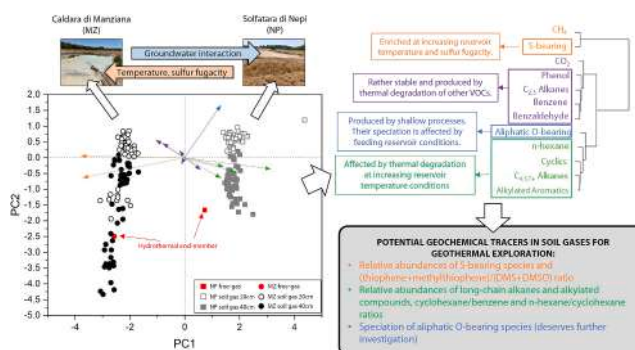 Caldara di Manziana
(MZ)
Solfatara di Nepi
(NP)
Groundwater interaction
Temperature, sulfur fugacity
2.0
1.5
1.0
0.5
0.0
-0.5
-1.0
-1.5
-2.0
-2.5
-3.0
-3.5
-4.0
-4.5
-5.0
PC2
-4
-2
0
2
4
PC1
Hydrothermal end member
NP free gas
MZ free gas
NP soil gas 20cm
MZ soil gas 20cm
NP soil gas 40cm
MZ soil gas 40cm
Enriched at increasing reservoir
temperature and sulfur fugacity.
Rather stable and produced by
thermal degradation of other VOCs.
Produced by shallow processes.
Their speciation is affected by
feeding reservoir conditions.
Affected by thermal degradation
at increasing reservoir
temperature conditions
CH4
S-bearing
CO2
Phenol
Alkanes
Benzene
Benzaldehyde
Aliphatic O-bearing
n-hexane
Cyclics
Alkanes
Alkylated Aromatics
POTENTIAL GEOCHEMICAL TRACERS IN SOIL GASES FOR
GEOTHERMAL EXPLORATION:
• Relative abundances of S-bearing species and
(thiophene+methylthiophene)/(DMS+DMSO) ratio
• Relative abundances of long-chain alkanes and alkylated
compounds, cyclohexane/benzene and n-hexane/cyclohexane
ratios
• Speciation of aliphatic O-bearing species (deserves further
investigation)